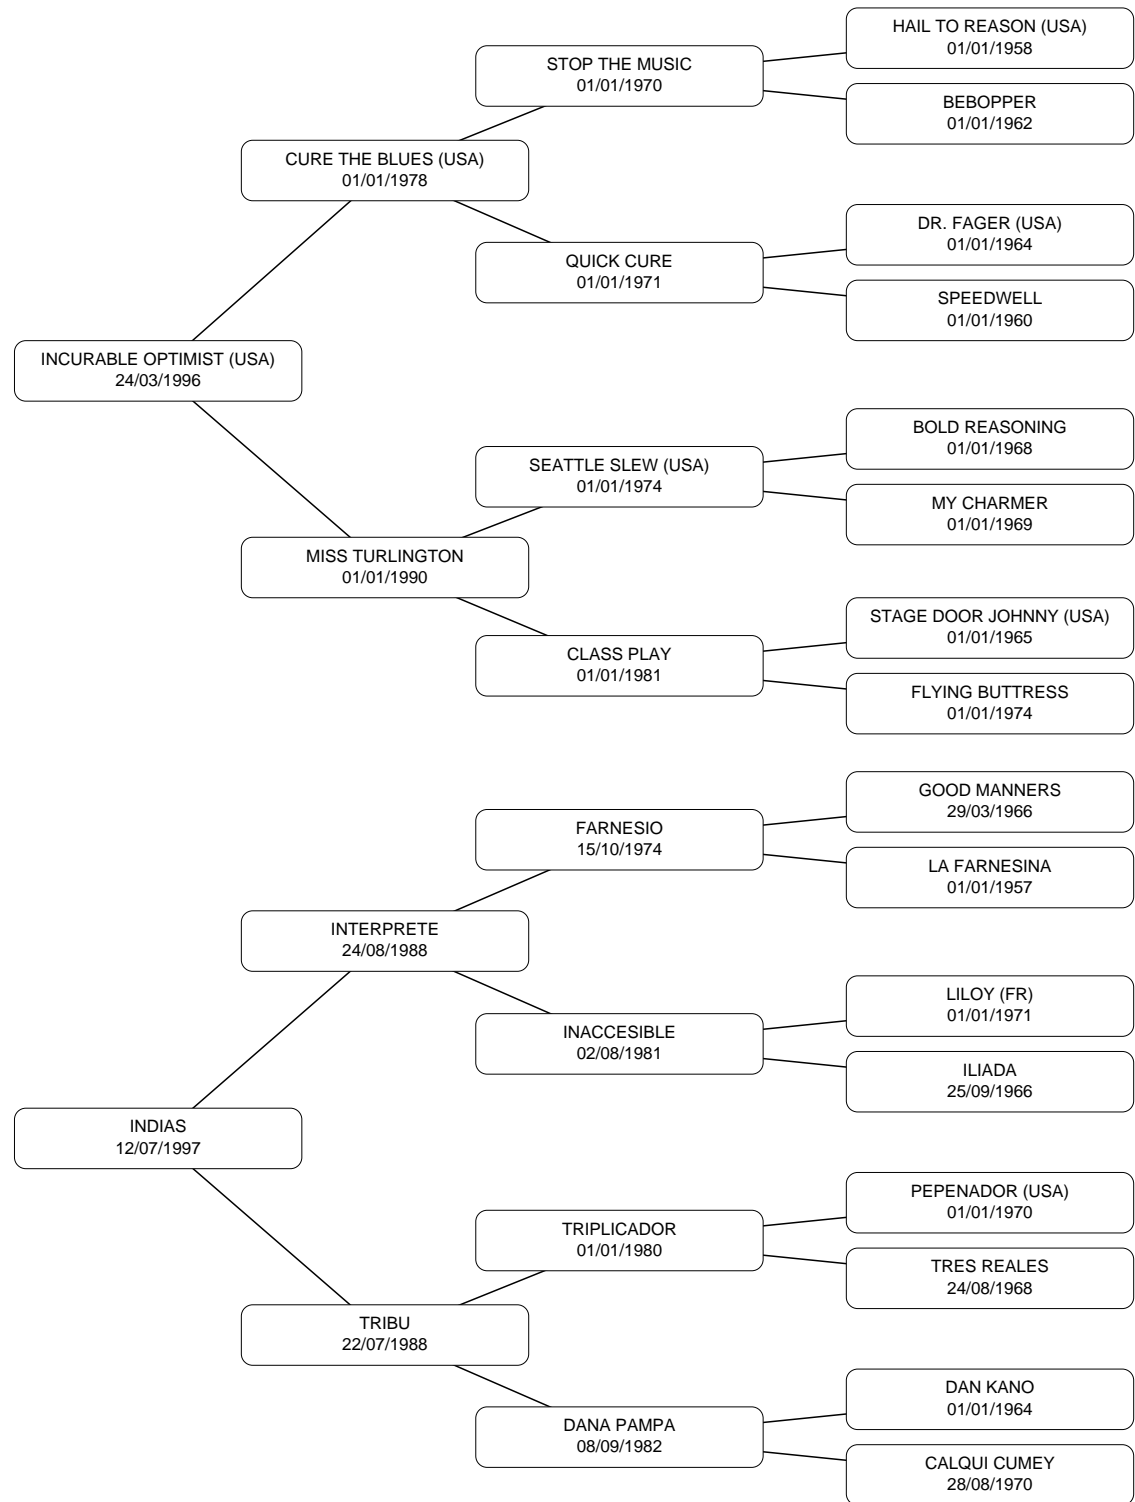 HAIL TO REASON (USA)
01/01/1958
STOP THE MUSIC
01/01/1970
BEBOPPER
01/01/1962
CURE THE BLUES (USA)
01/01/1978
DR. FAGER (USA)
01/01/1964
QUICK CURE
01/01/1971
SPEEDWELL
01/01/1960
INCURABLE OPTIMIST (USA)
24/03/1996
BOLD REASONING
01/01/1968
SEATTLE SLEW (USA)
01/01/1974
MY CHARMER
01/01/1969
MISS TURLINGTON
01/01/1990
STAGE DOOR JOHNNY (USA)
01/01/1965
CLASS PLAY
01/01/1981
FLYING BUTTRESS
01/01/1974
GOOD MANNERS
29/03/1966
FARNESIO
15/10/1974
LA FARNESINA
01/01/1957
INTERPRETE
24/08/1988
LILOY (FR)
01/01/1971
INACCESIBLE
02/08/1981
ILIADA
25/09/1966
INDIAS
12/07/1997
PEPENADOR (USA)
01/01/1970
TRIPLICADOR
01/01/1980
TRES REALES
24/08/1968
TRIBU
22/07/1988
DAN KANO
01/01/1964
DANA PAMPA
08/09/1982
CALQUI CUMEY
28/08/1970